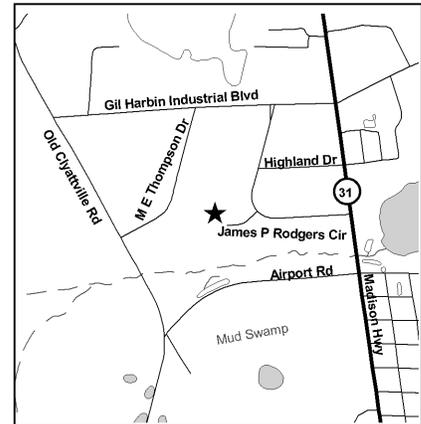 Gil Harbin Industrial Blvd
Old Clyattville Rd
M E Thompson Dr
Highland Dr
31
James P Rodgers Cir
Airport Rd
Madison Hwy
Mud Swamp